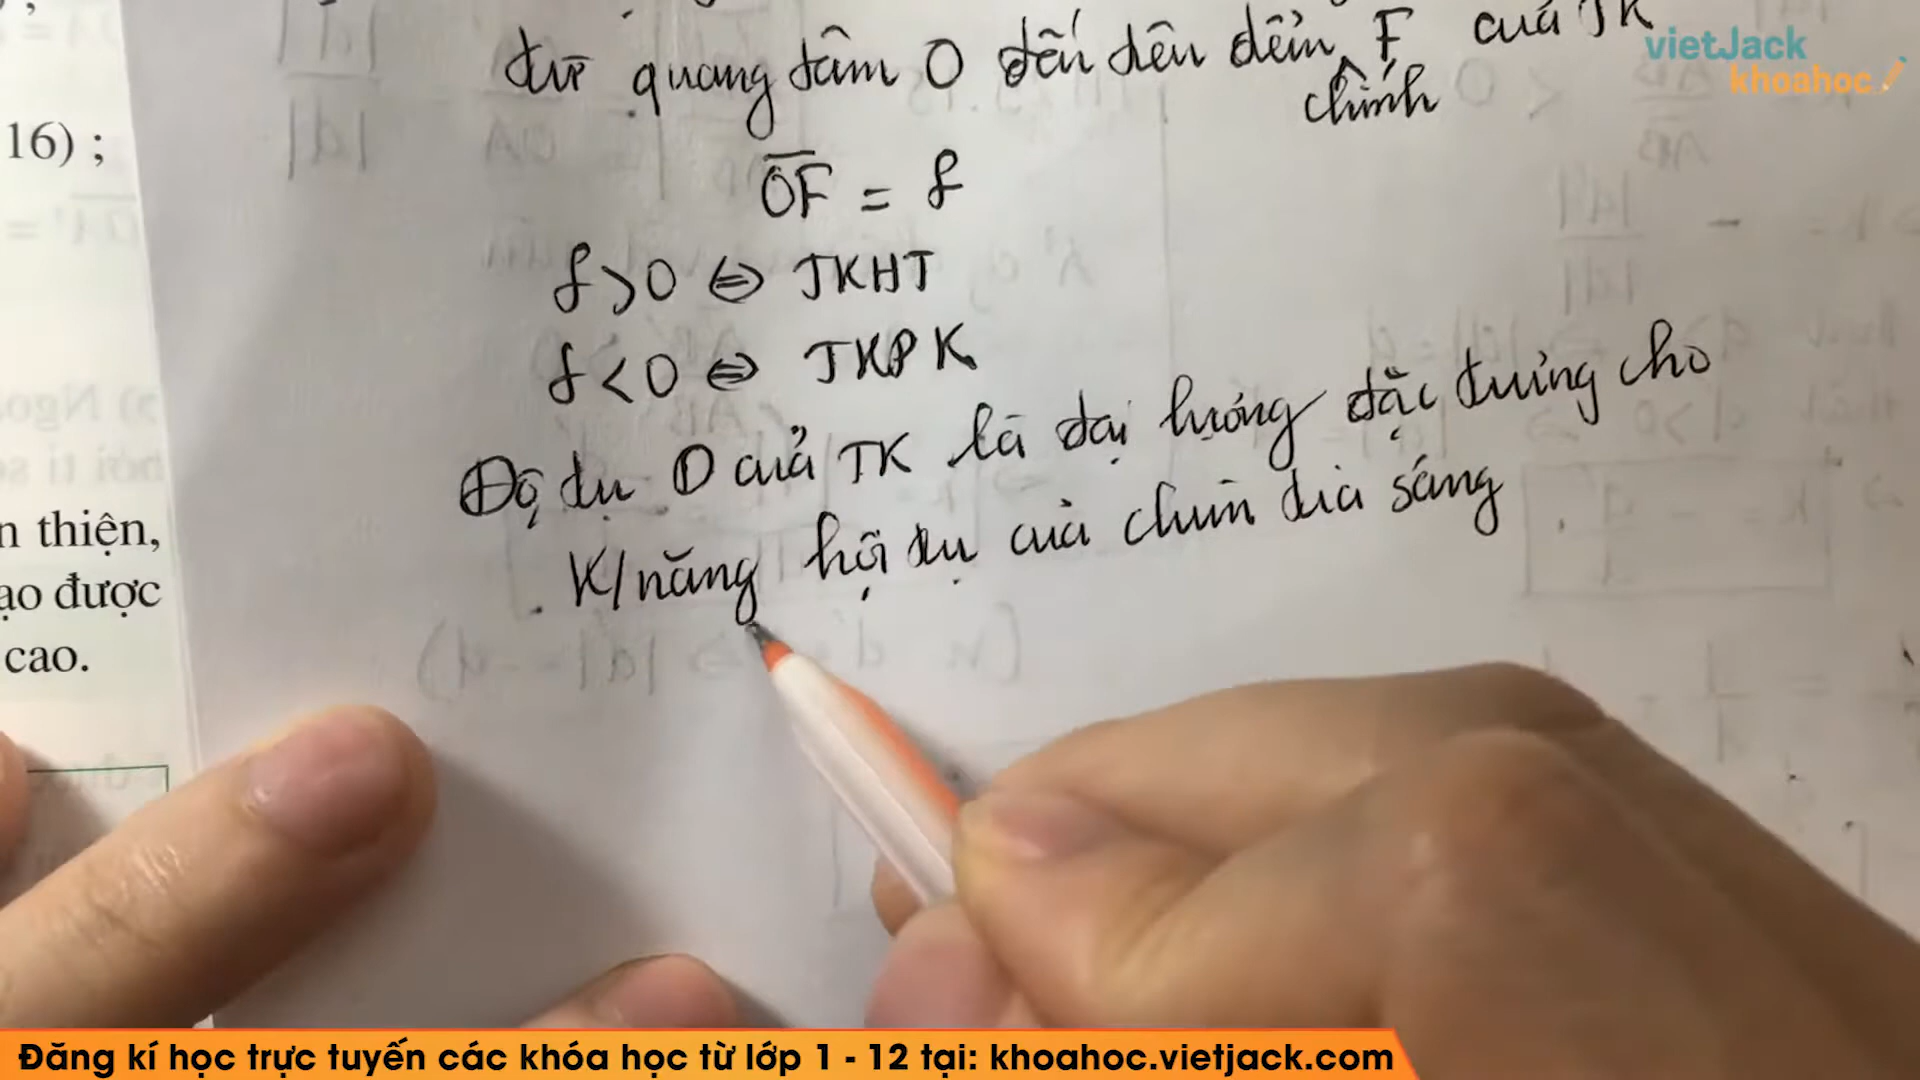 từ quang tâm O đến tiêu điểm F của TK
chính
vietJack
khoahoc
16) ;
OF = f
f > 0 ⇔ TKHT
f < 0 ⇔ TKPK
Độ tụ D của TK là đại lượng đặc trưng cho
K/năng hội tụ của chùm tia sáng
n thiện,
ạo được
cao.
Đăng kí học trực tuyến các khóa học từ lớp 1 - 12 tại: khoahoc.vietjack.com